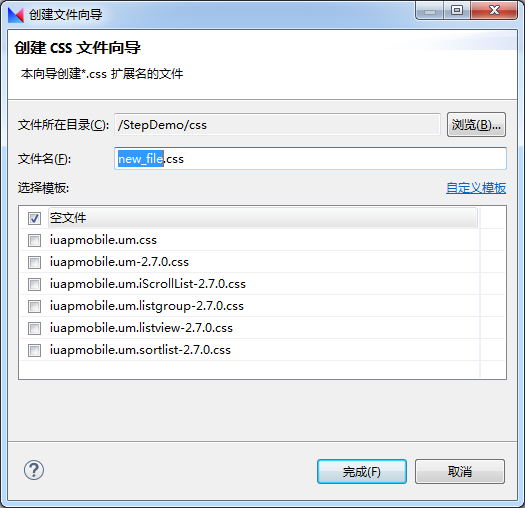 创建文件向导
创建 CSS 文件向导
本向导创建*.css 扩展名的文件
文件所在目录(C): /StepDemo/css 浏览(B)...
文件名(F): new_file.css
选择模板: 自定义模板
空文件
iuapmobile.um.css
iuapmobile.um-2.7.0.css
iuapmobile.um.iScrollList-2.7.0.css
iuapmobile.um.listgroup-2.7.0.css
iuapmobile.um.listview-2.7.0.css
iuapmobile.um.sortlist-2.7.0.css
? 完成(F) 取消